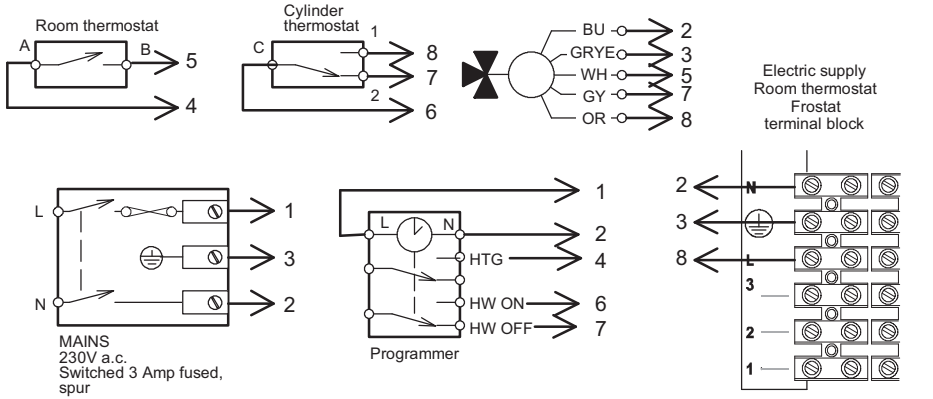 Room thermostat
A
B
5
4
Cylinder
thermostat
C
1
8
7
2
6
BU
2
GRYE
3
WH
5
GY
7
OR
8
Electric supply
Room thermostat
Frostat
terminal block
2
N
3
8
L
3
2
1
L
1
3
N
2
MAINS
230V a.c.
Switched 3 Amp fused,
spur
1
L
N
2
HTG
4
HW ON
6
HW OFF
7
Programmer